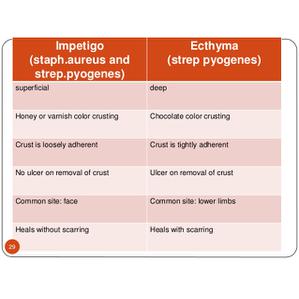 Impetigo
(staph.aureus and
strep.pyogenes)
Ecthyma
(strep pyogenes)
superficial
deep
Honey or varnish color crusting
Chocolate color crusting
Crust is loosely adherent
Crust is tightly adherent
No ulcer on removal of crust
Ulcer on removal of crust
Common site: face
Common site: lower limbs
Heals without scarring
Heals with scarring
29